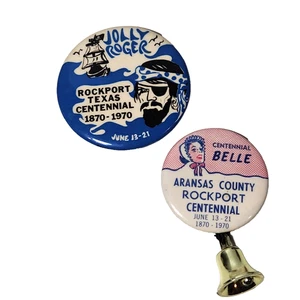 JOLLY
ROGER
ROCKPORT
TEXAS
CENTENNIAL
1870-1970
JUNE 13-21
CENTENNIAL
BELLE
ARANSAS COUNTY
ROCKPORT
CENTENNIAL
JUNE 13-21
1870-1970